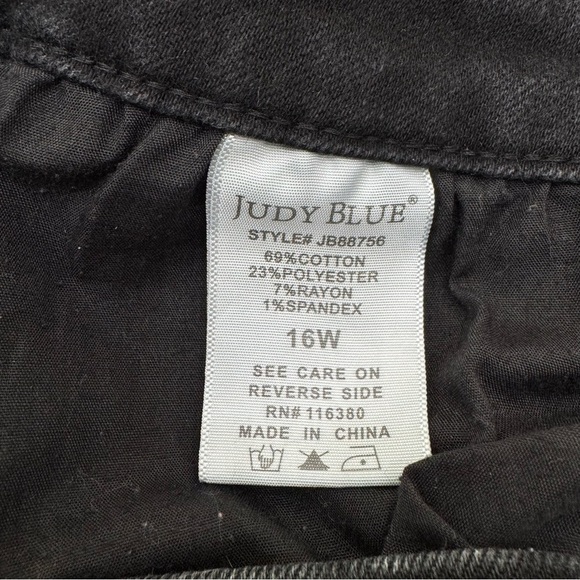 JUDY BLUE®
STYLE# JB88756
69%COTTON
23%POLYESTER
7%RAYON
1%SPANDEX
16W
SEE CARE ON
REVERSE SIDE
RN# 116380
MADE IN CHINA